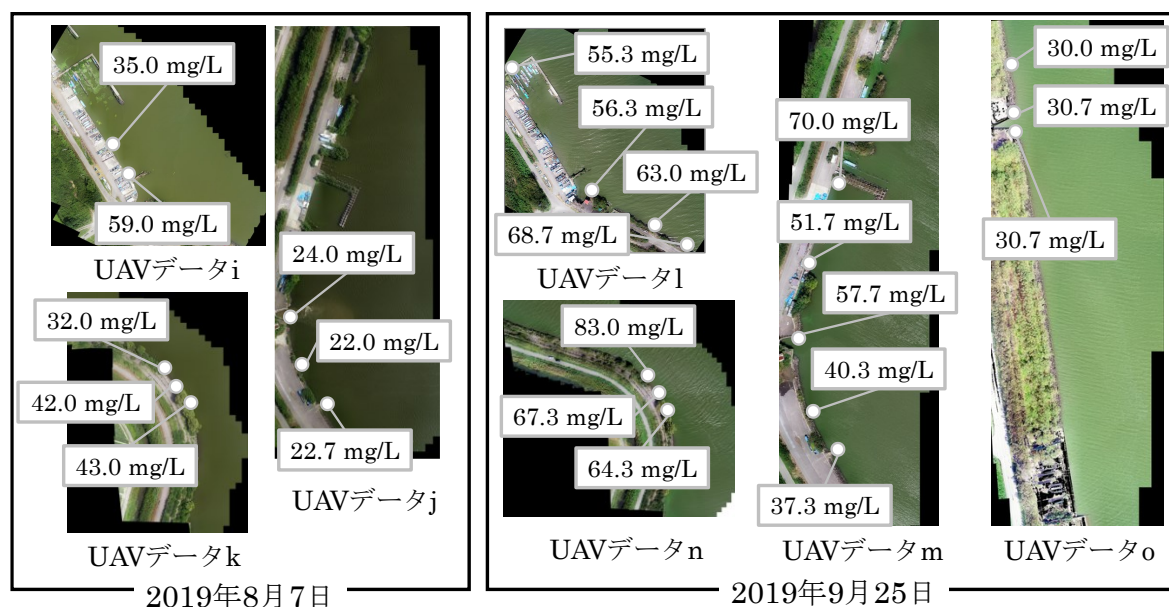 35.0 mg/L
59.0 mg/L
UAVデータi
24.0 mg/L
22.0 mg/L
22.7 mg/L
UAVデータj
32.0 mg/L
42.0 mg/L
43.0 mg/L
UAVデータk
2019年8月7日
55.3 mg/L
56.3 mg/L
63.0 mg/L
68.7 mg/L
UAVデータl
83.0 mg/L
67.3 mg/L
64.3 mg/L
UAVデータn
70.0 mg/L
51.7 mg/L
57.7 mg/L
40.3 mg/L
37.3 mg/L
UAVデータm
30.0 mg/L
30.7 mg/L
30.7 mg/L
UAVデータo
2019年9月25日